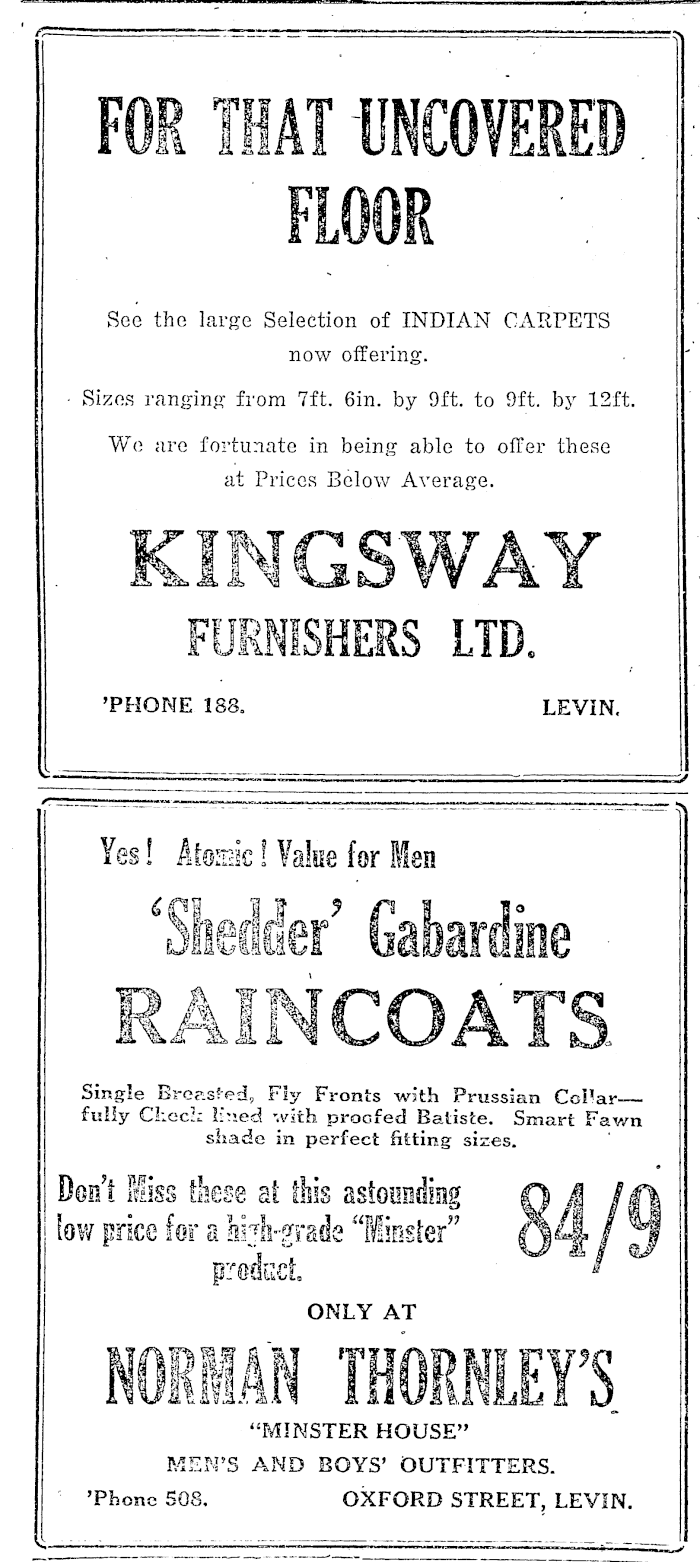 FOR THAT UNCOVERED
FLOOR
See the large Selection of INDIAN CARPETS
now offering.
Sizes ranging from 7ft. 6in. by 9ft. to 9ft. by 12ft.
We are fortunate in being able to offer these
at Prices Below Average.
KINGSWAY
FURNISHERS LTD.
'PHONE 188. LEVIN.
Yes! Atomic! Value for Men
'Shedder' Gabardine
RAINCOATS
Single Breasted, Fly Fronts with Prussian Collar—
fully Check lined with proofed Batiste. Smart Fawn
shade in perfect fitting sizes.
Don't Miss these at this astounding
low price for a high-grade "Minster"
product.
84/9
ONLY AT
NORMAN THORNLEY'S
"MINSTER HOUSE"
MEN'S AND BOYS' OUTFITTERS.
'Phone 508. OXFORD STREET, LEVIN.